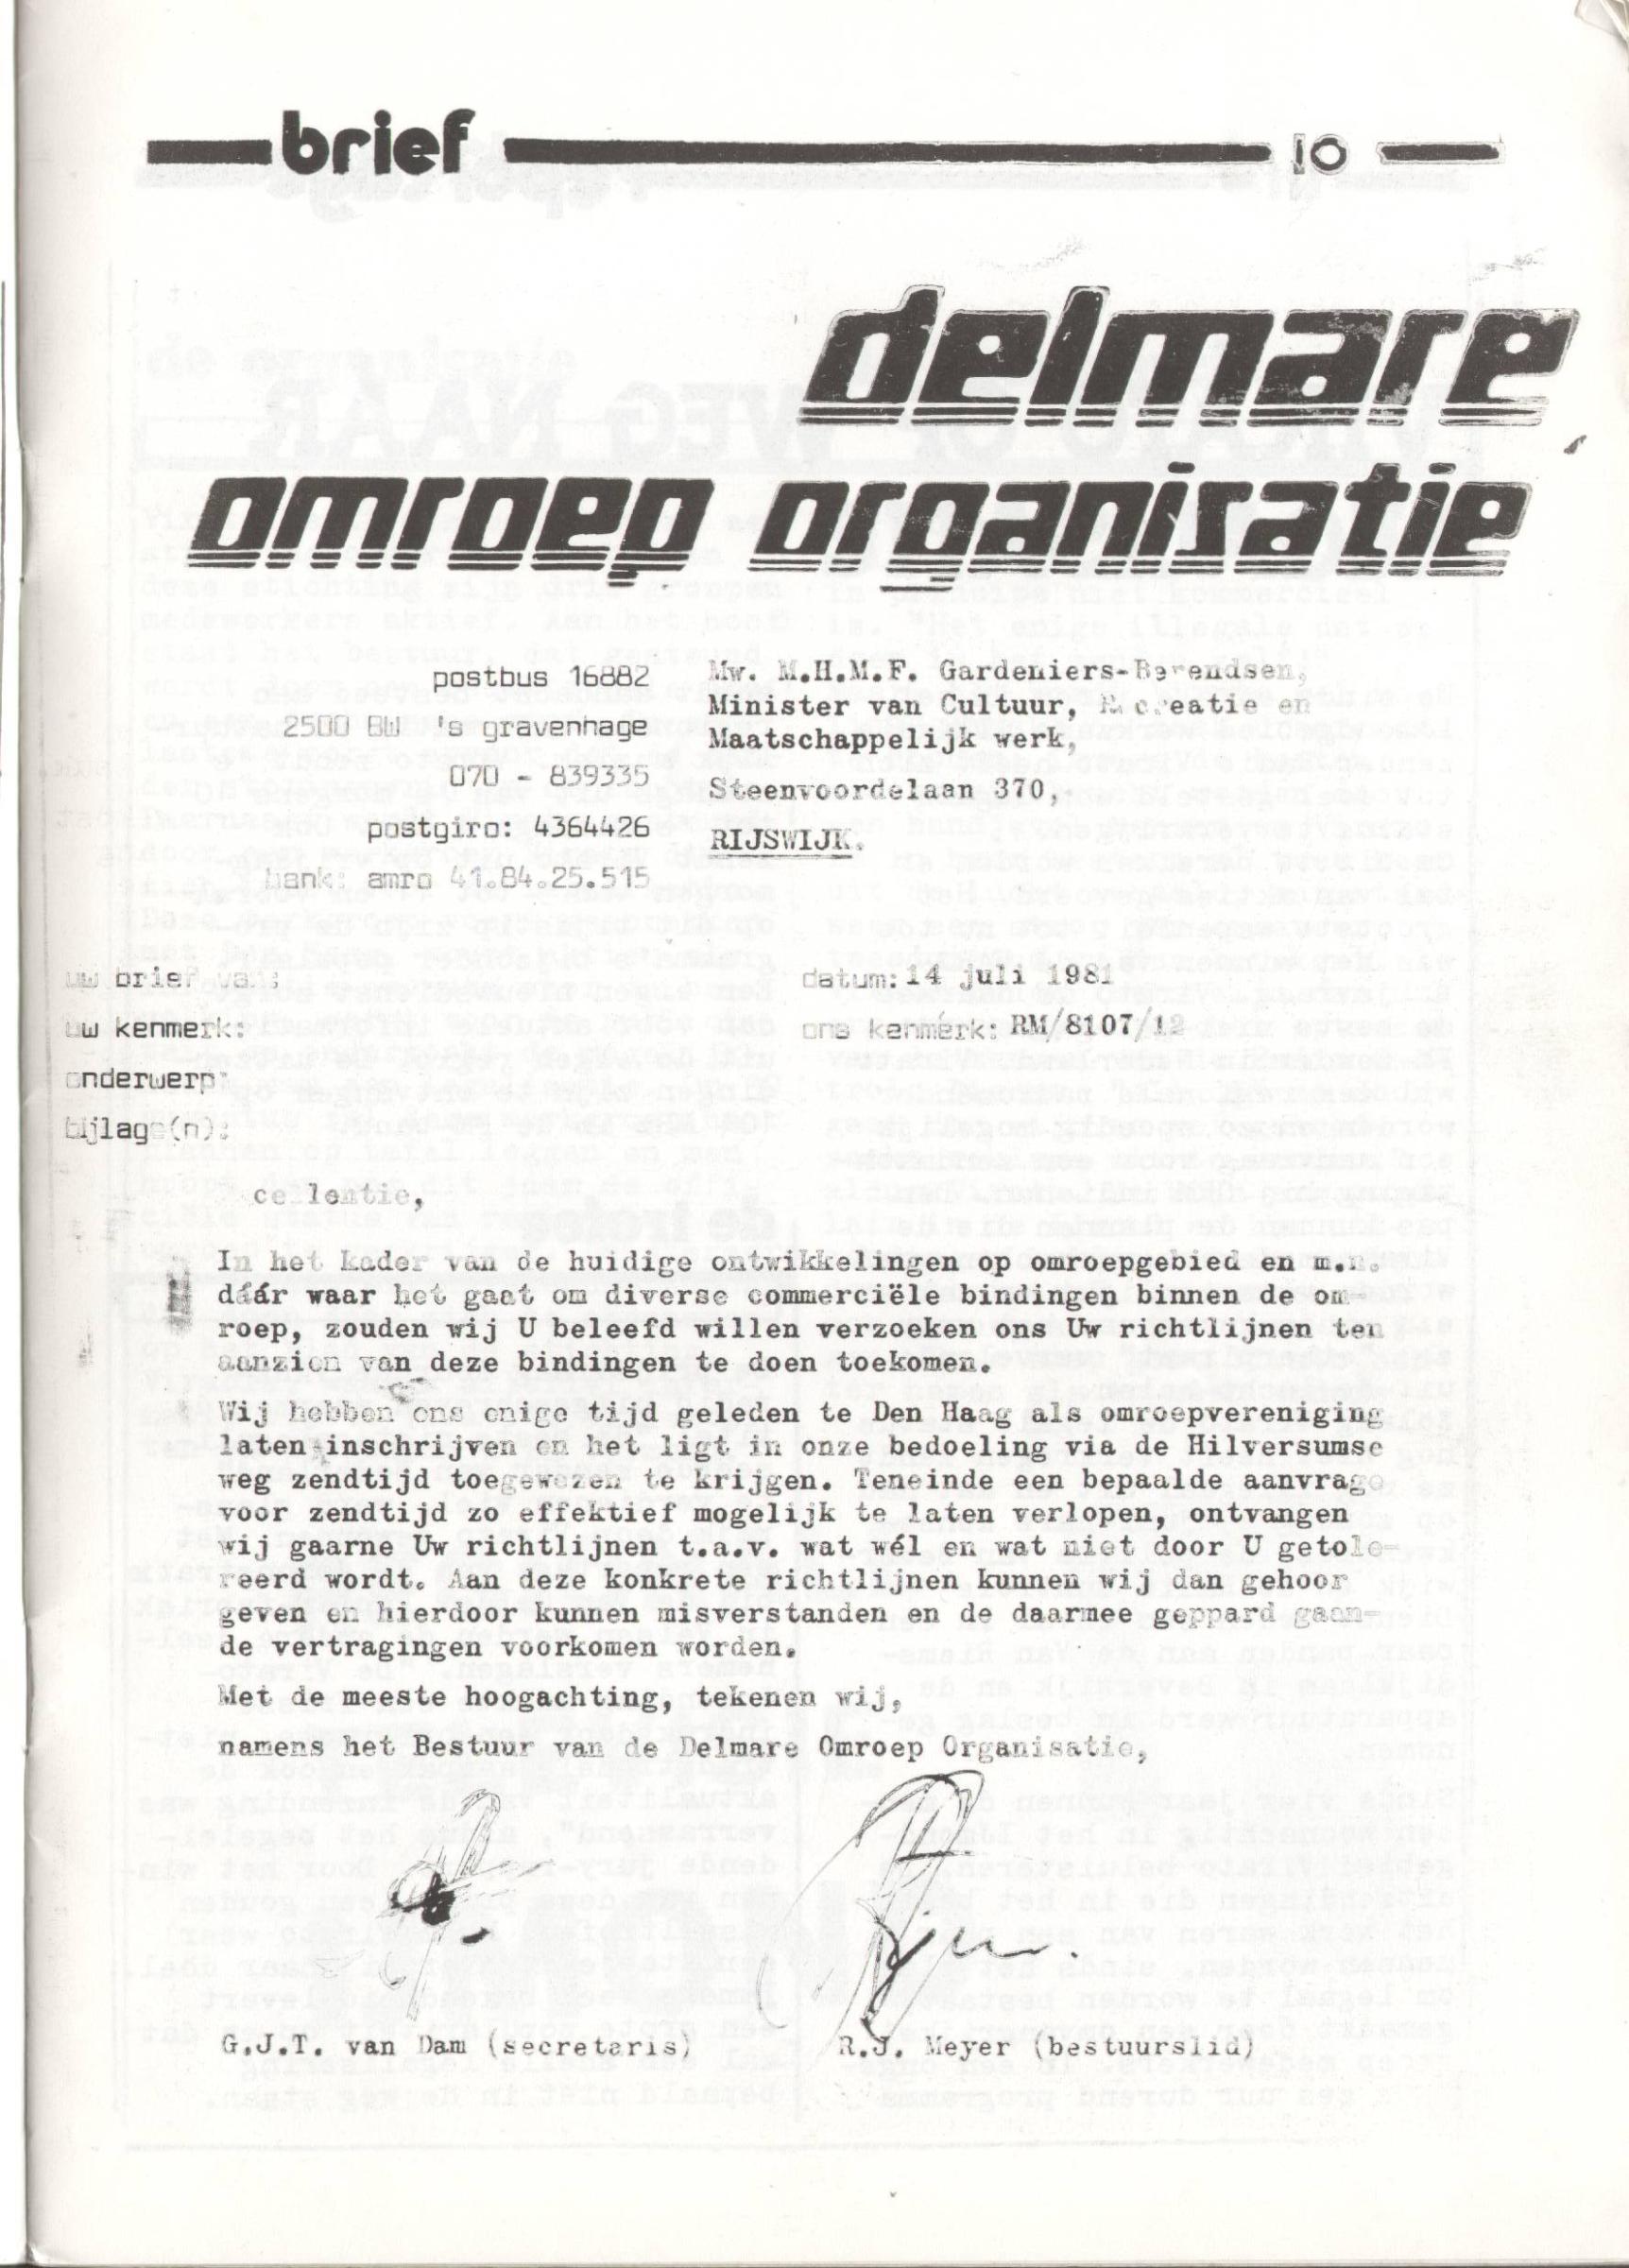 brief 10
delmare
omroep organisatie
postbus 16882
2500 BW 's gravenhage
070 - 839335
postgiro: 4364426
bank: amro 41.84.25.515
Mw. M.H.M.F. Gardeniers-Berendsen,
Minister van Cultuur, Recreatie en
Maatschappelijk werk,
Steenvoordelaan 370,
RIJSWIJK.
uw brief van:
uw kenmerk:
onderwerp:
bijlage(n):
datum: 14 juli 1981
ons kenmerk: RM/8107/12
cellentie,
In het kader van de huidige ontwikkelingen op omroepgebied en m.n.
dáár waar het gaat om diverse commerciële bindingen binnen de om-
roep, zouden wij U beleefd willen verzoeken ons Uw richtlijnen ten
aanzien van deze bindingen te doen toekomen.
Wij hebben ons enige tijd geleden te Den Haag als omroepvereniging
laten inschrijven en het ligt in onze bedoeling via de Hilversumse
weg zendtijd toegewezen te krijgen. Teneinde een bepaalde aanvrage
voor zendtijd zo effektief mogelijk te laten verlopen, ontvangen
wij gaarne Uw richtlijnen t.a.v. wat wél en wat niet door U getole-
reerd wordt. Aan deze konkrete richtlijnen kunnen wij dan gehoor
geven en hierdoor kunnen misverstanden en de daarmee geppard gaan-
de vertragingen voorkomen worden.
Met de meeste hoogachting, tekenen wij,
namens het Bestuur van de Delmare Omroep Organisatie,
G.J.T. van Dam (secretaris)
R.J. Meyer (bestuurslid)